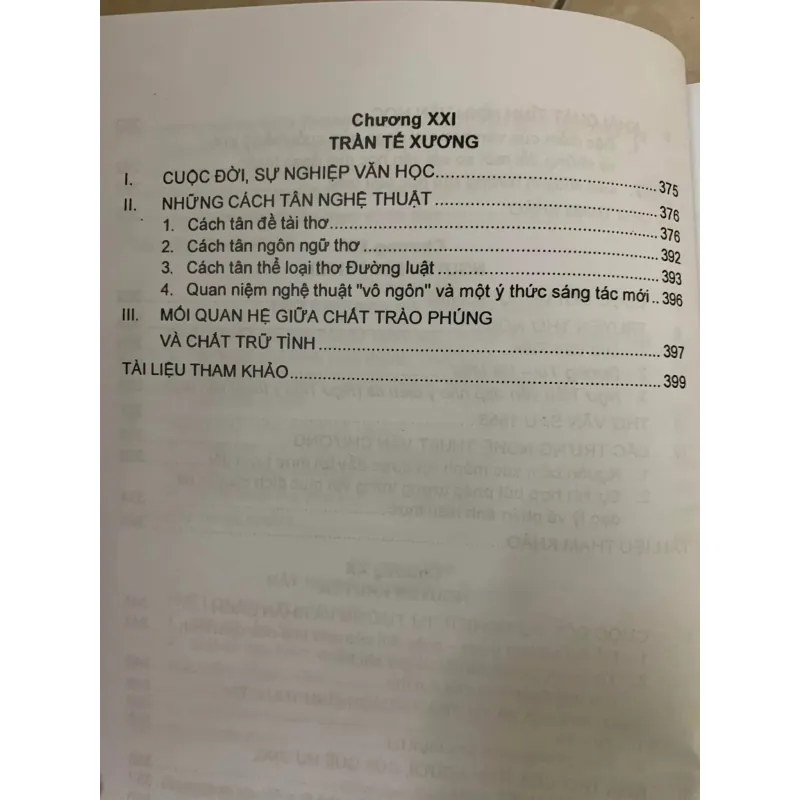 Chương XXI
TRẦN TẾ XƯƠNG
I. CUỘC ĐỜI, SỰ NGHIỆP VĂN HỌC...................................................375
II. NHỮNG CÁCH TÂN NGHỆ THUẬT..................................................376
1. Cách tân đề tài thơ..................................................376
2. Cách tân ngôn ngữ thơ..................................................392
3. Cách tân thể loại thơ Đường luật..................................................393
4. Quan niệm nghệ thuật "vô ngôn" và một ý thức sáng tác mới..396
III. MỐI QUAN HỆ GIỮA CHẤT TRÀO PHÚNG
VÀ CHẤT TRỮ TÌNH..................................................397
TÀI LIỆU THAM KHẢO..................................................399